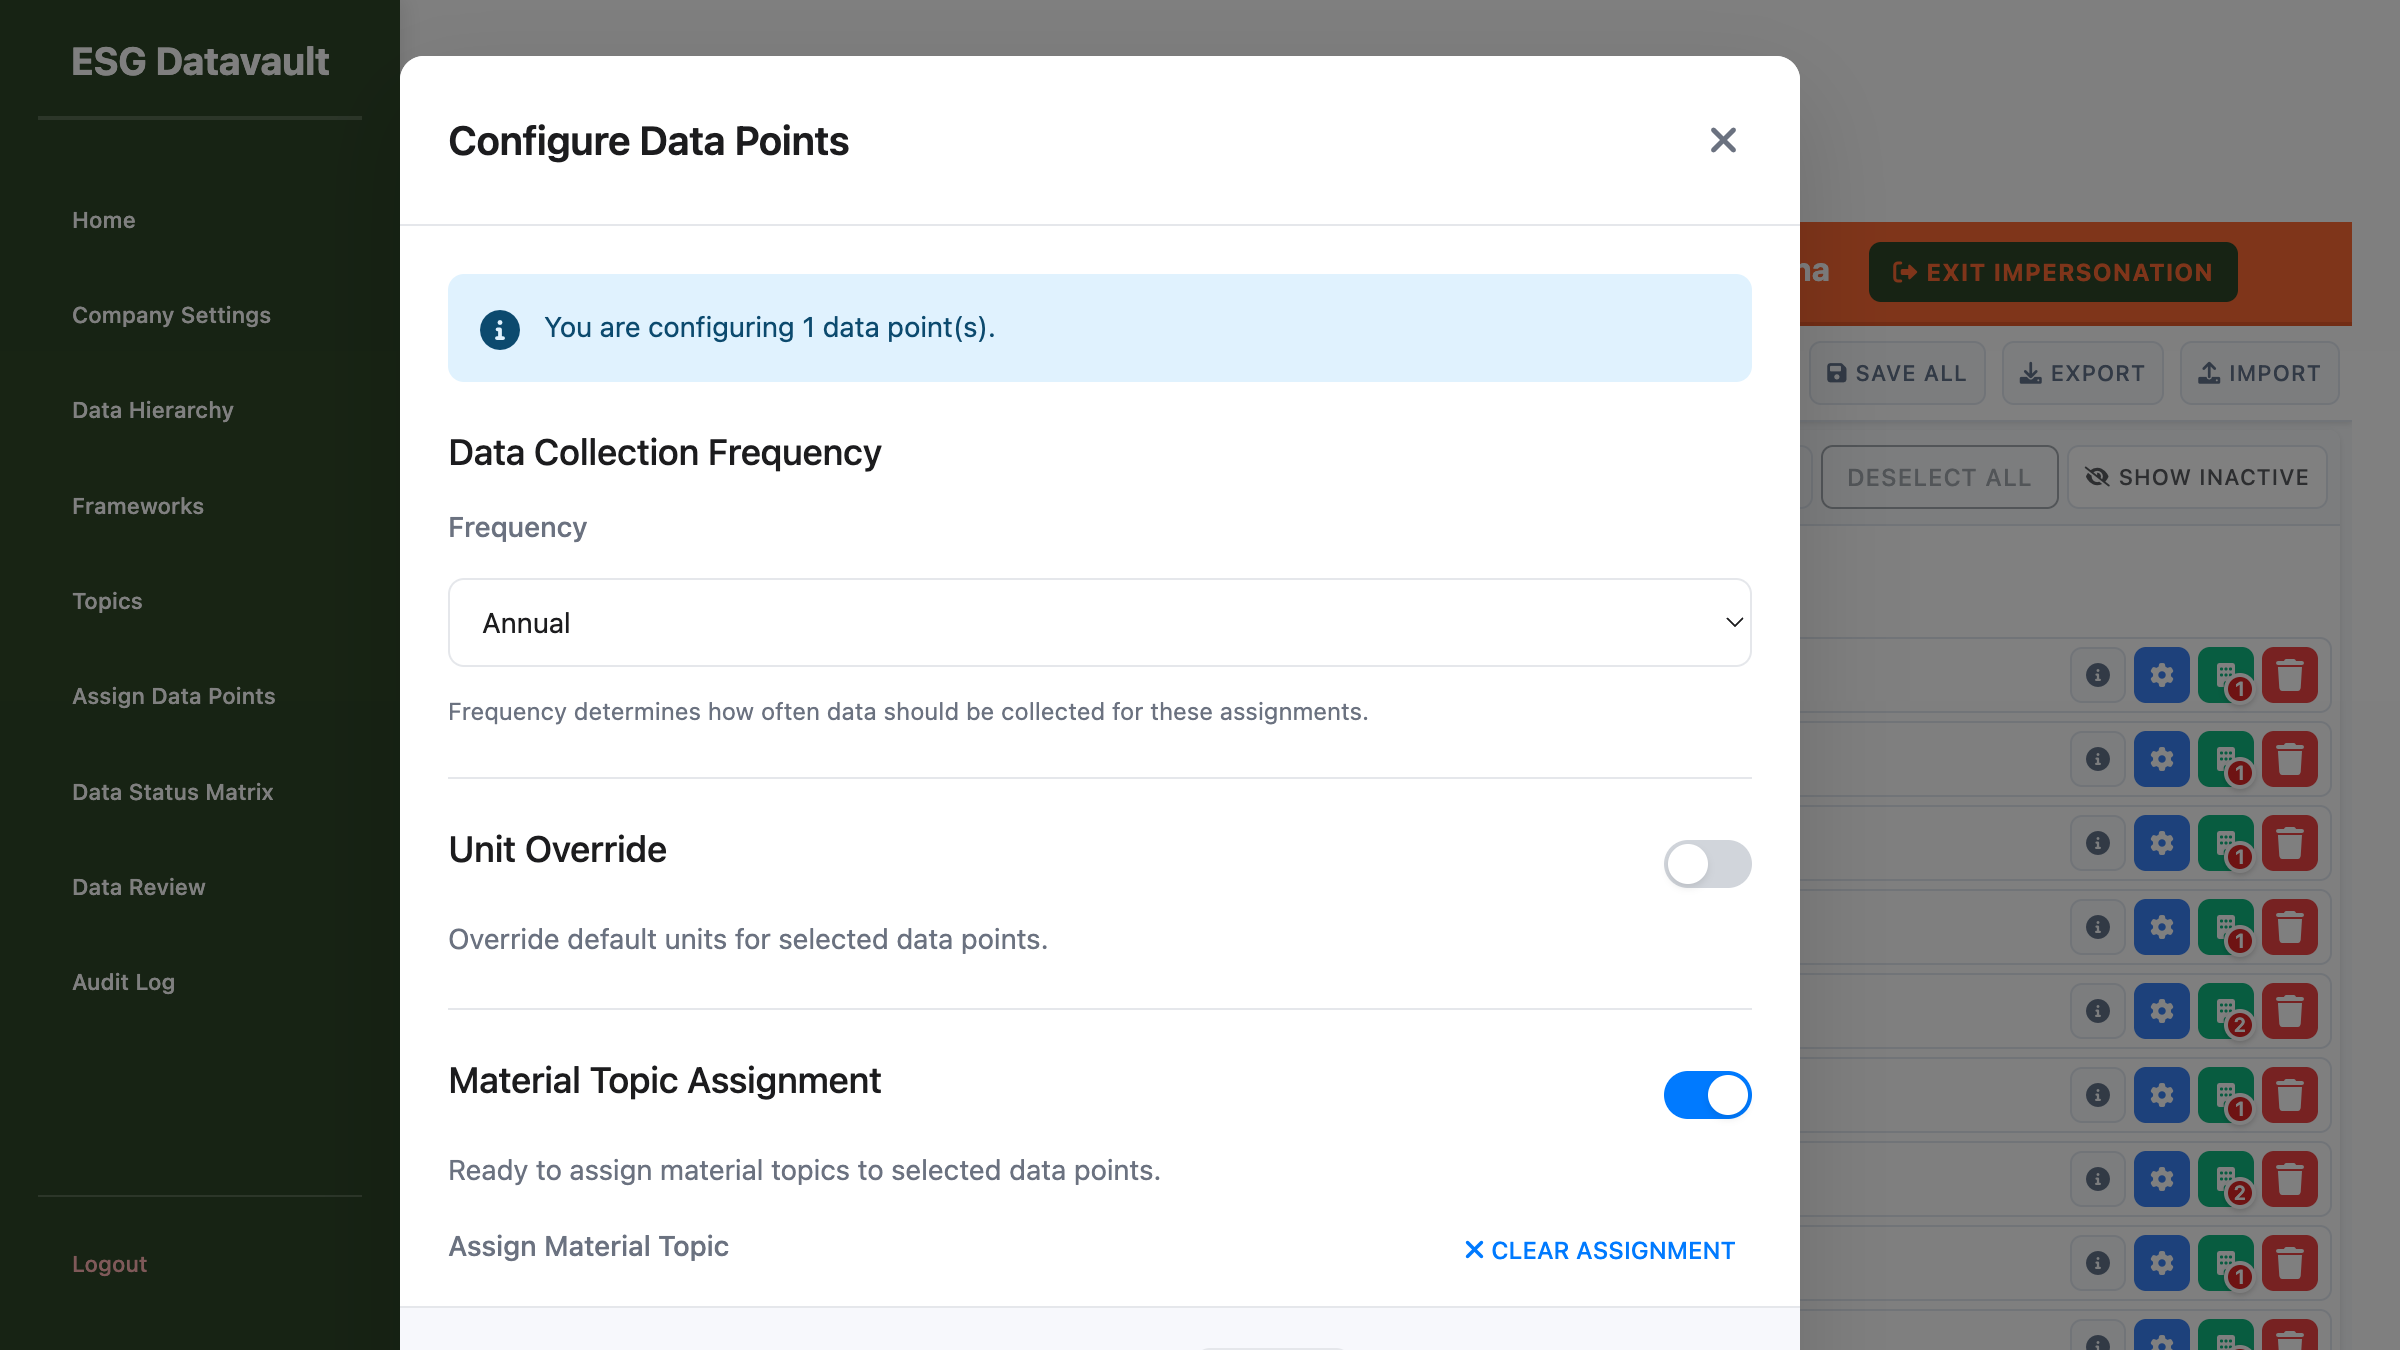 ESG Datavault
Home
Company Settings
Data Hierarchy
Frameworks
Topics
Assign Data Points
Data Status Matrix
Data Review
Audit Log
Logout
Configure Data Points
You are configuring 1 data point(s).
Data Collection Frequency
Frequency
Annual
Frequency determines how often data should be collected for these assignments.
Unit Override
Override default units for selected data points.
Material Topic Assignment
Ready to assign material topics to selected data points.
Assign Material Topic
CLEAR ASSIGNMENT
EXIT IMPERSONATION
SAVE ALL
EXPORT
IMPORT
DESELECT ALL
SHOW INACTIVE
1
1
1
1
2
1
2
1